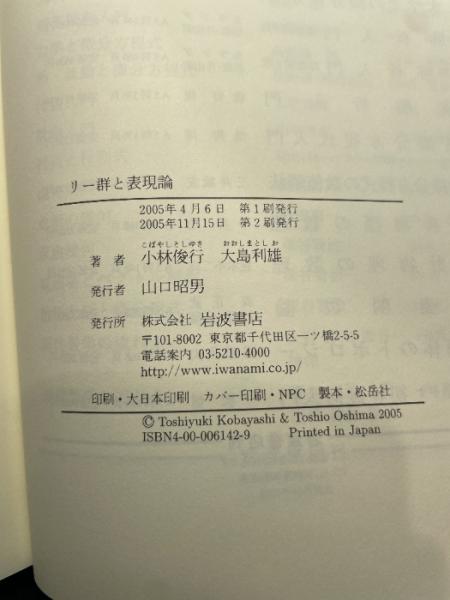 リー群と表現論
2005年4月6日 第1刷発行
2005年11月15日 第2刷発行
こばやしとしゆき おおしまとしお
著者 小林俊行 大島利雄
発行者 山口昭男
発行所 株式会社 岩波書店
〒101-8002 東京都千代田区一ツ橋2-5-5
電話案内 03-5210-4000
http://www.iwanami.co.jp/
印刷・大日本印刷 カバー印刷・NPC 製本・松岳社
© Toshiyuki Kobayashi & Toshio Oshima 2005
ISBN4-00-006142-9 Printed in Japan